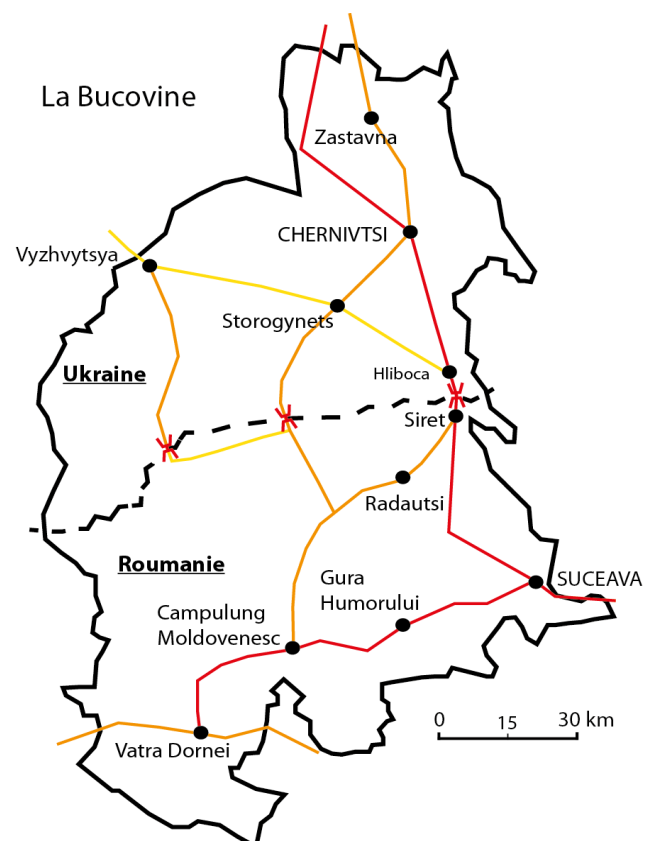 La Bucovine
Zastavna
CHERNIVTSI
Vyzhvytsya
Storogynets
Ukraine
Hliboca
Siret
Radautsi
Roumanie
Gura
Humorului
SUCEAVA
Campulung
Moldovenesc
0 15 30 km
Vatra Dornei